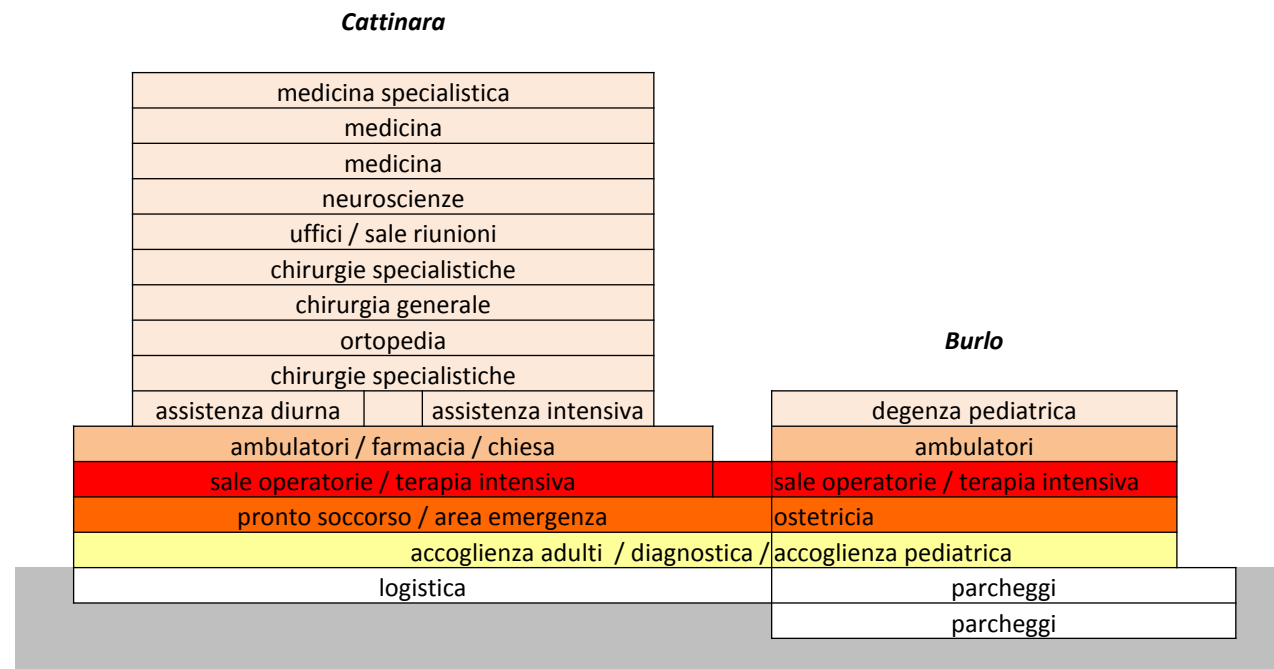 Cattinara
medicina specialistica
medicina
medicina
neuroscienze
uffici / sale riunioni
chirurgie specialistiche
chirurgia generale
ortopedia
Burlo
chirurgie specialistiche
assistenza diurna assistenza intensiva degenza pediatrica
ambulatori / farmacia / chiesa ambulatori
sale operatorie / terapia intensiva sale operatorie / terapia intensiva
pronto soccorso / area emergenza ostetricia
accoglienza adulti / diagnostica / accoglienza pediatrica
logistica parcheggi
parcheggi